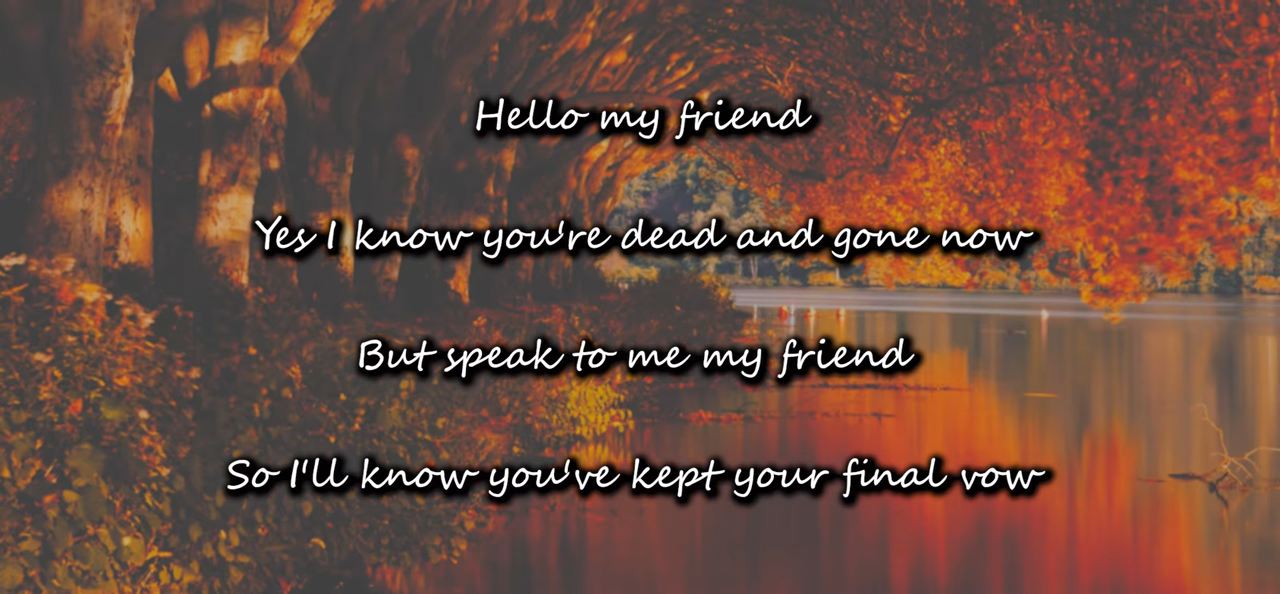 Hello my friend
Yes I know you're dead and gone now
But speak to me my friend
So I'll know you've kept your final vow